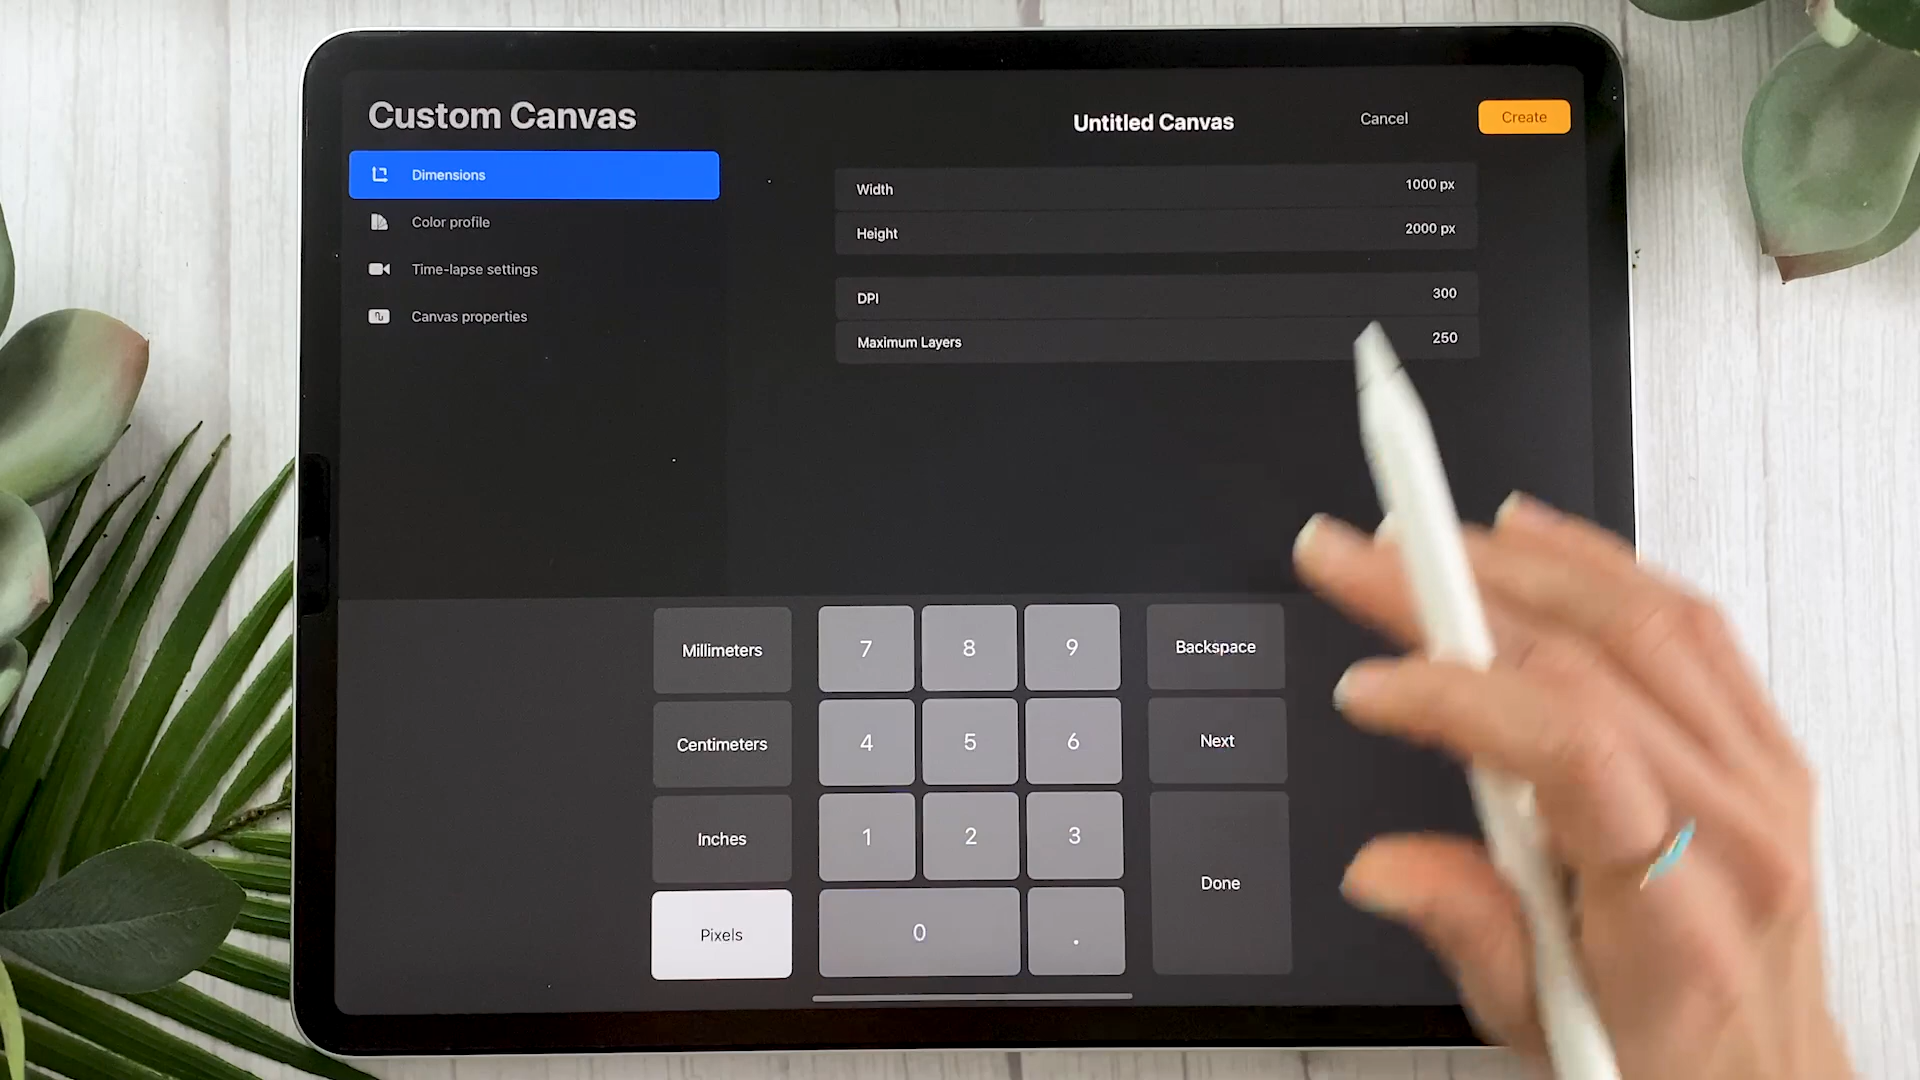 Custom Canvas
Untitled Canvas
Cancel
Create
Dimensions
Color profile
Time-lapse settings
Canvas properties
Width 1000 px
Height 2000 px
DPI 300
Maximum Layers 250
Millimeters 7 8 9 Backspace
Centimeters 4 5 6 Next
Inches 1 2 3
Done
Pixels 0 .